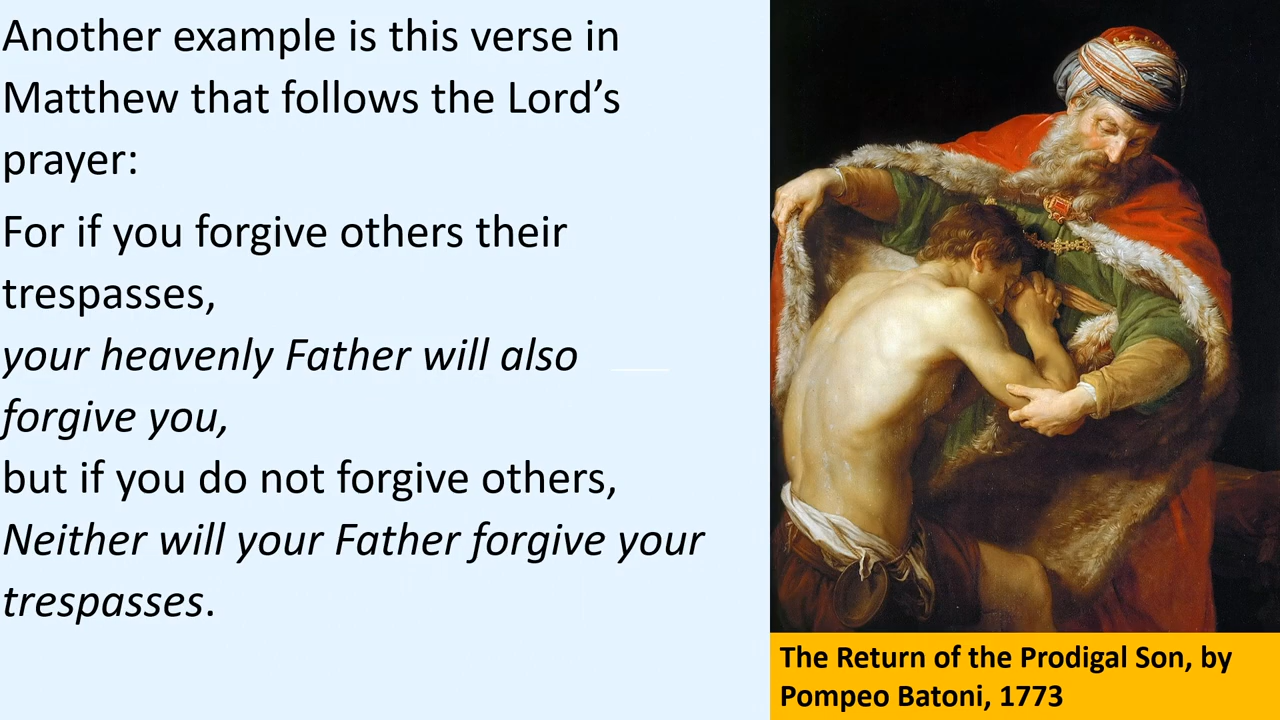 Another example is this verse in
Matthew that follows the Lord’s
prayer:
For if you forgive others their
trespasses,
your heavenly Father will also
forgive you,
but if you do not forgive others,
Neither will your Father forgive your
trespasses.
The Return of the Prodigal Son, by
Pompeo Batoni, 1773